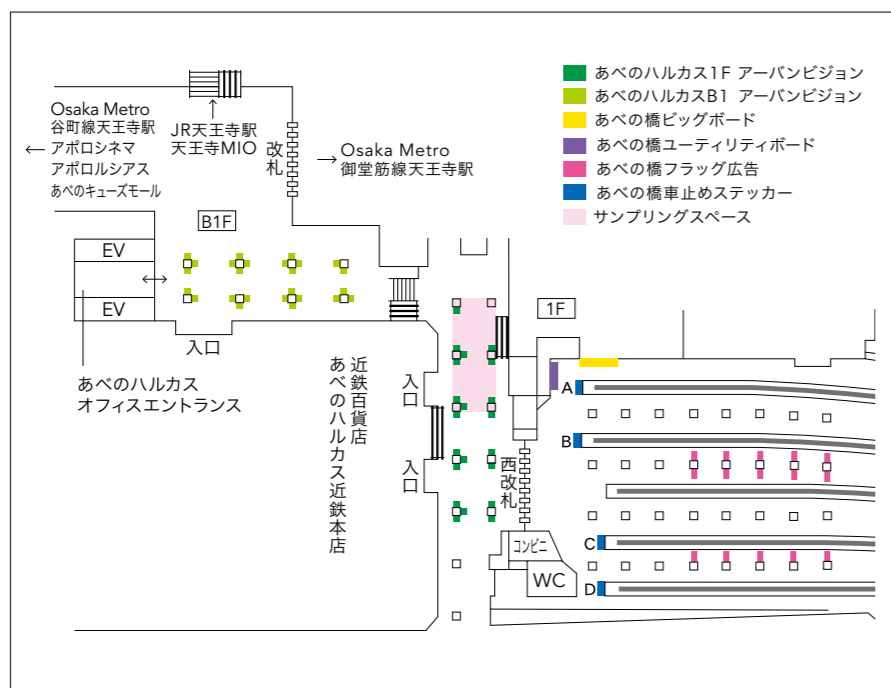 あべのハルカス1F アーバンビジョン
あべのハルカスB1 アーバンビジョン
あべの橋ビッグボード
あべの橋ユーティリティボード
あべの橋フラッグ広告
あべの橋車止めステッカー
サンプリングスペース
Osaka Metro
谷町線天王寺駅
アポロシネマ
アポロルシアス
あべのキューズモール
JR天王寺駅
天王寺MIO
改札
Osaka Metro
御堂筋線天王寺駅
B1F
EV
EV
入口
あべのハルカス
オフィスエントランス
近鉄百貨店
あべのハルカス近鉄本店
入口
入口
1F
西改札
コンビニ
WC
A
B
C
D